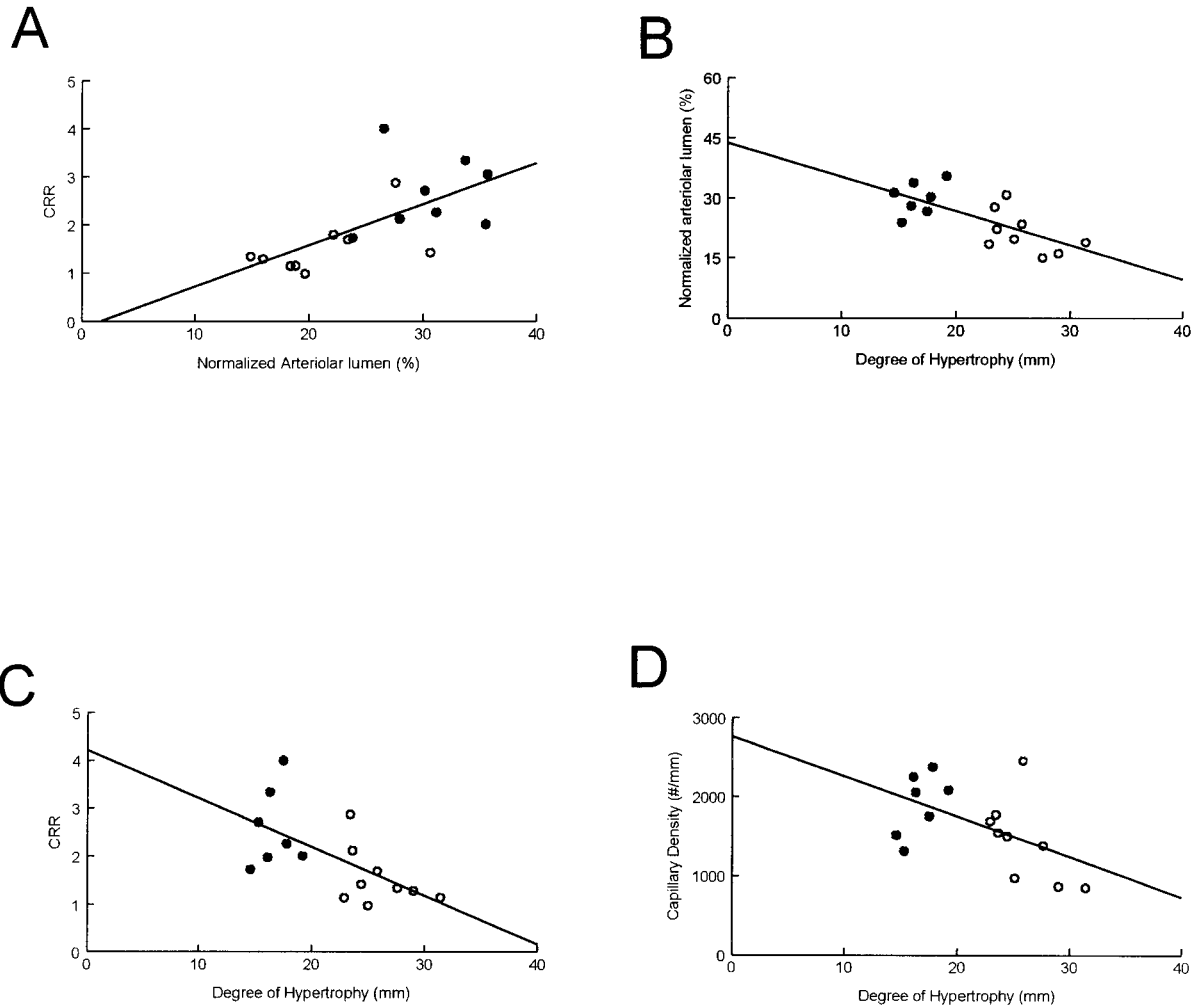 A
5
4
3
2
1
0
CRR
0 10 20 30 40
Normalized Arteriolar lumen (%)
B
60
45
30
15
0
Normalized arteriolar lumen (%)
0 10 20 30 40
Degree of Hypertrophy (mm)
C
5
4
3
2
1
0
CRR
0 10 20 30 40
Degree of Hypertrophy (mm)
D
3000
2000
1000
0
Capillary Density (#/mm)
0 10 20 30 40
Degree of Hypertrophy (mm)